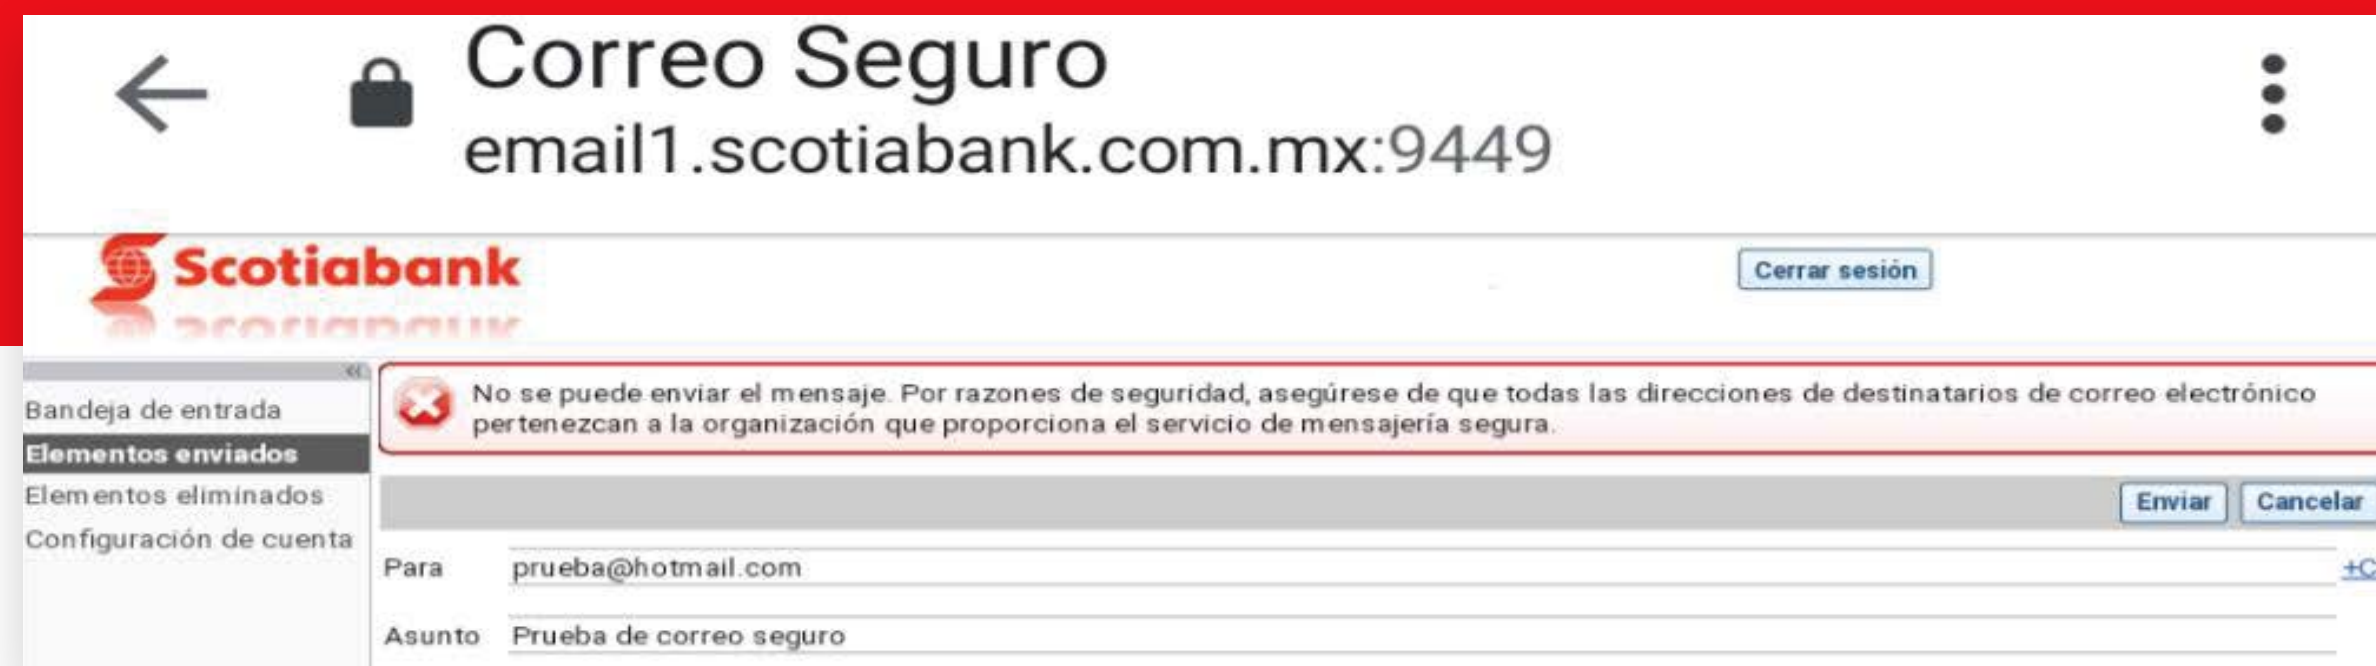 Correo Seguro
email1.scotiabank.com.mx:9449
Scotiabank
Cerrar sesión
«
Bandeja de entrada
Elementos enviados
Elementos eliminados
Configuración de cuenta
No se puede enviar el mensaje. Por razones de seguridad, asegúrese de que todas las direcciones de destinatarios de correo electrónico
pertenezcan a la organización que proporciona el servicio de mensajería segura.
Enviar Cancelar
Para prueba@hotmail.com +C
Asunto Prueba de correo seguro